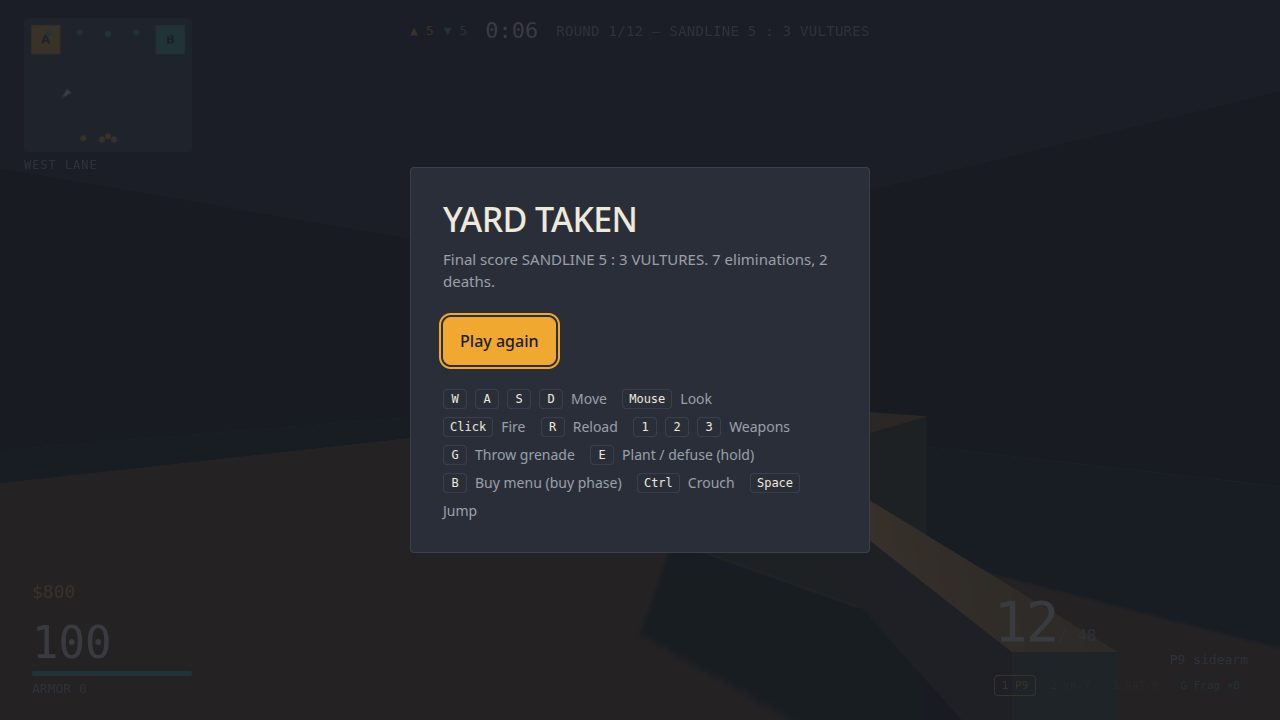 A
B
▲ 5 ▼ 5 0:06 ROUND 1/12 — SANDLINE 5 : 3 VULTURES
WEST LANE
YARD TAKEN
Final score SANDLINE 5 : 3 VULTURES. 7 eliminations, 2
deaths.
Play again
W A S D Move Mouse Look
Click Fire R Reload 1 2 3 Weapons
G Throw grenade E Plant / defuse (hold)
B Buy menu (buy phase) Ctrl Crouch Space
Jump
$800
100
ARMOR 0
12 / 48
P9 sidearm
1 P9
G Frag ×0